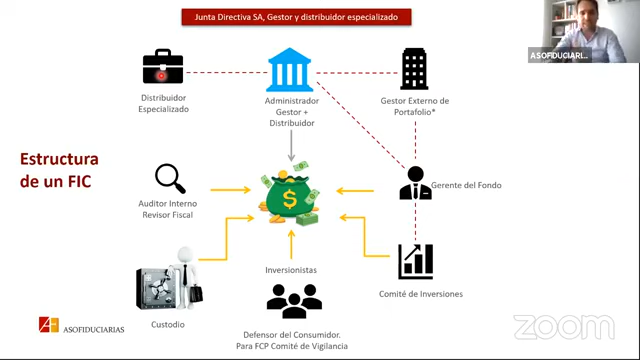 Junta Directiva SA, Gestor y distribuidor especializado
ASOFIDUCIARI...
Distribuidor
Especializado
Administrador
Gestor +
Distribuidor
Gestor Externo de
Portafolio*
Estructura
de un FIC
Auditor Interno
Revisor Fiscal
$
Gerente del Fondo
Inversionistas
Comité de Inversiones
Custodio
Defensor del Consumidor.
Para FCP Comité de Vigilancia
ASOFIDUCIARIAS
zoom